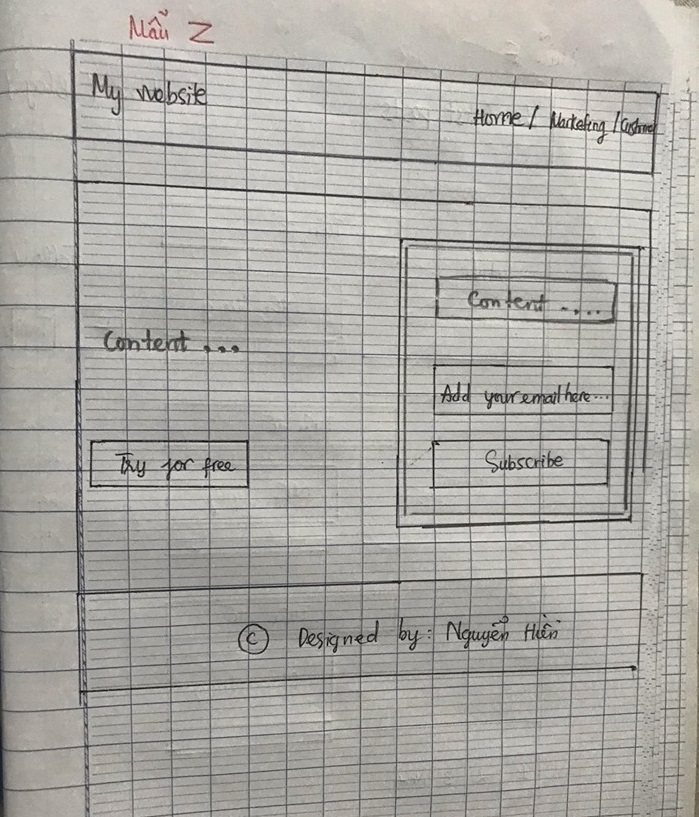 Mẫu Z
My website
Home / Marketing / Customer
Content ...
Content ....
Add your email here...
Try for free
Subscribe
© Designed by: Nguyễn Hiền